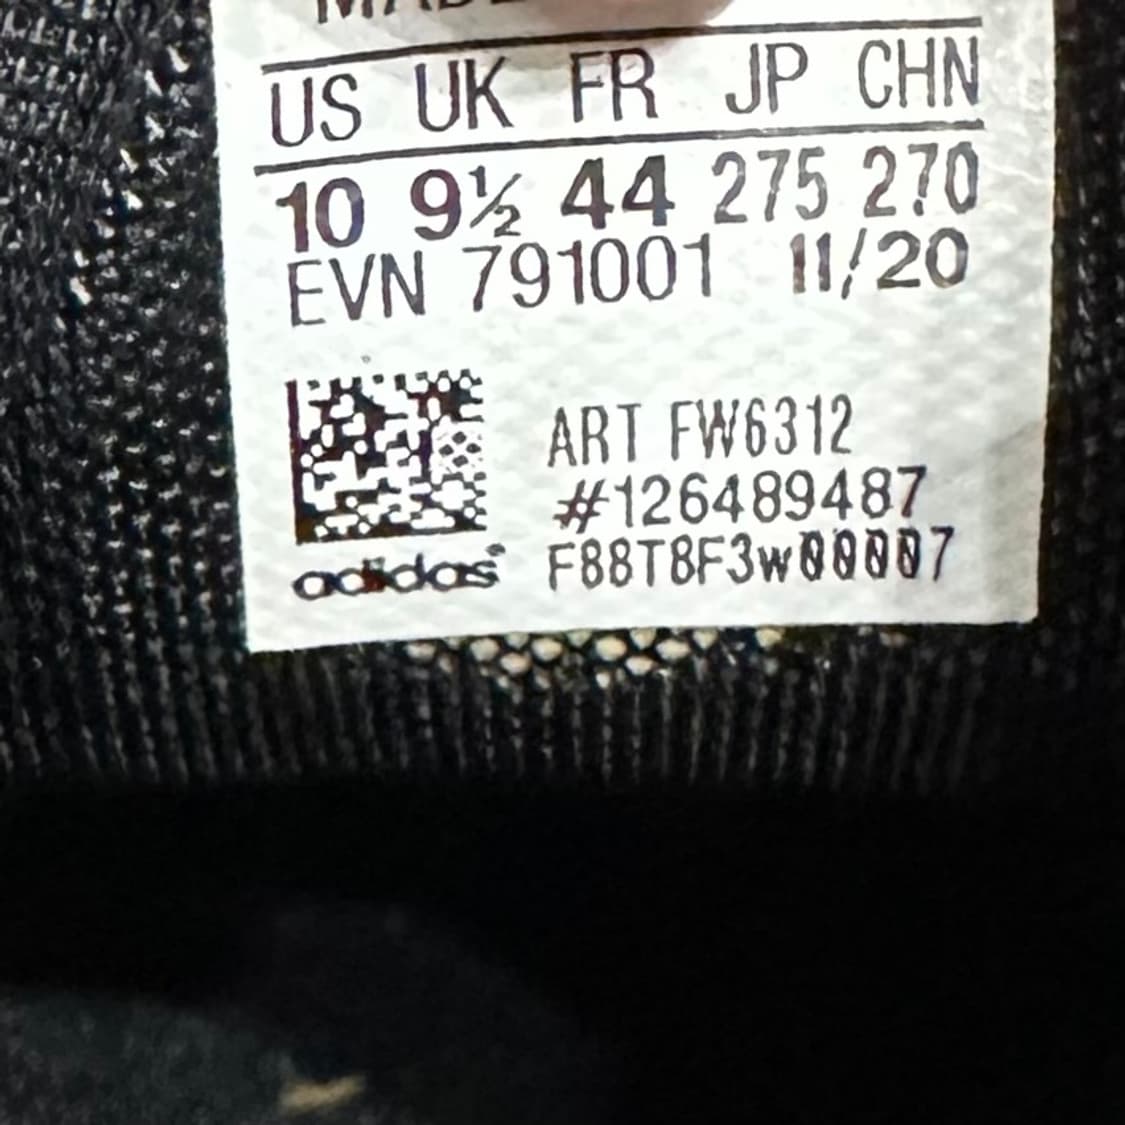 MADE
US UK FR JP CHN
10 9½ 44 275 270
EVN 791001 11/20
ART FW6312
#126489487
F88T8F3w00007
adidas